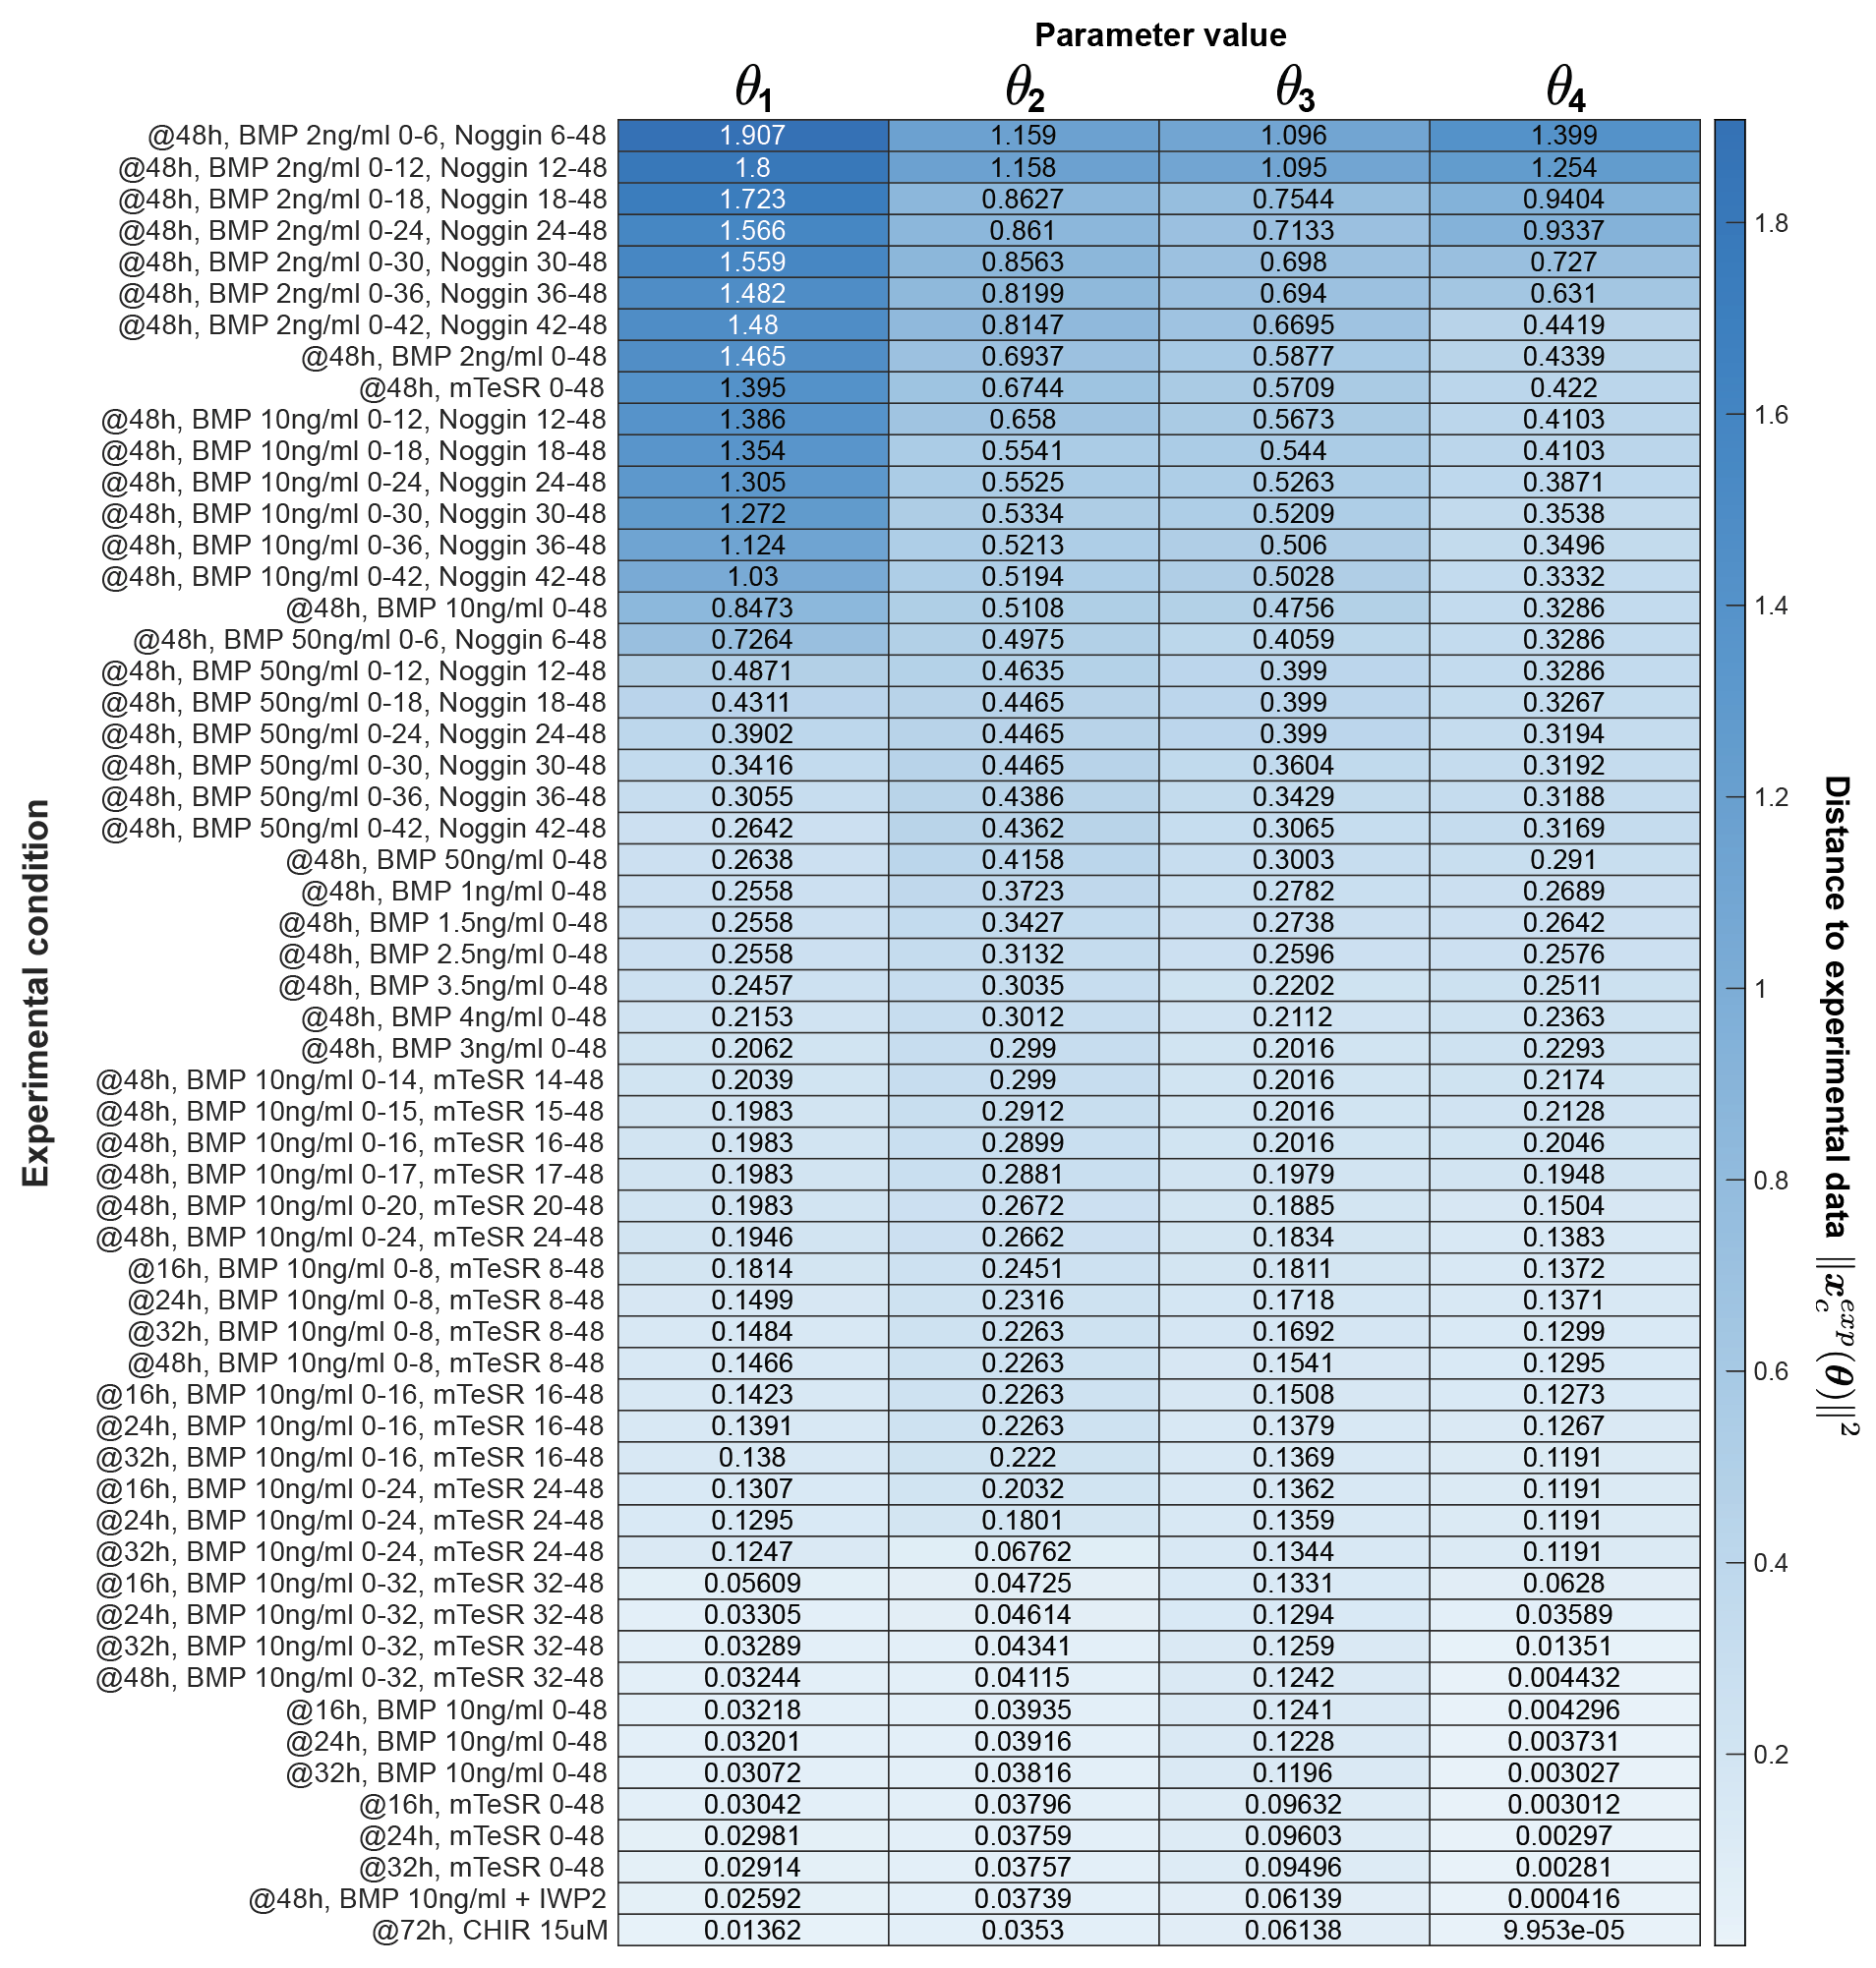 Parameter value
θ1 θ2 θ3 θ4
@48h, BMP 2ng/ml 0-6, Noggin 6-48 1.907 1.159 1.096 1.399
@48h, BMP 2ng/ml 0-12, Noggin 12-48 1.8 1.158 1.095 1.254
@48h, BMP 2ng/ml 0-18, Noggin 18-48 1.723 0.8627 0.7544 0.9404
@48h, BMP 2ng/ml 0-24, Noggin 24-48 1.566 0.861 0.7133 0.9337
@48h, BMP 2ng/ml 0-30, Noggin 30-48 1.559 0.8563 0.698 0.727
@48h, BMP 2ng/ml 0-36, Noggin 36-48 1.482 0.8199 0.694 0.631
@48h, BMP 2ng/ml 0-42, Noggin 42-48 1.48 0.8147 0.6695 0.4419
@48h, BMP 2ng/ml 0-48 1.465 0.6937 0.5877 0.4339
@48h, mTeSR 0-48 1.395 0.6744 0.5709 0.422
@48h, BMP 10ng/ml 0-12, Noggin 12-48 1.386 0.658 0.5673 0.4103
@48h, BMP 10ng/ml 0-18, Noggin 18-48 1.354 0.5541 0.544 0.4103
@48h, BMP 10ng/ml 0-24, Noggin 24-48 1.305 0.5525 0.5263 0.3871
@48h, BMP 10ng/ml 0-30, Noggin 30-48 1.272 0.5334 0.5209 0.3538
@48h, BMP 10ng/ml 0-36, Noggin 36-48 1.124 0.5213 0.506 0.3496
@48h, BMP 10ng/ml 0-42, Noggin 42-48 1.03 0.5194 0.5028 0.3332
@48h, BMP 10ng/ml 0-48 0.8473 0.5108 0.4756 0.3286
@48h, BMP 50ng/ml 0-6, Noggin 6-48 0.7264 0.4975 0.4059 0.3286
@48h, BMP 50ng/ml 0-12, Noggin 12-48 0.4871 0.4635 0.399 0.3286
@48h, BMP 50ng/ml 0-18, Noggin 18-48 0.4311 0.4465 0.399 0.3267
@48h, BMP 50ng/ml 0-24, Noggin 24-48 0.3902 0.4465 0.399 0.3194
@48h, BMP 50ng/ml 0-30, Noggin 30-48 0.3416 0.4465 0.3604 0.3192
@48h, BMP 50ng/ml 0-36, Noggin 36-48 0.3055 0.4386 0.3429 0.3188
@48h, BMP 50ng/ml 0-42, Noggin 42-48 0.2642 0.4362 0.3065 0.3169
@48h, BMP 50ng/ml 0-48 0.2638 0.4158 0.3003 0.291
@48h, BMP 1ng/ml 0-48 0.2558 0.3723 0.2782 0.2689
@48h, BMP 1.5ng/ml 0-48 0.2558 0.3427 0.2738 0.2642
@48h, BMP 2.5ng/ml 0-48 0.2558 0.3132 0.2596 0.2576
@48h, BMP 3.5ng/ml 0-48 0.2457 0.3035 0.2202 0.2511
@48h, BMP 4ng/ml 0-48 0.2153 0.3012 0.2112 0.2363
@48h, BMP 3ng/ml 0-48 0.2062 0.299 0.2016 0.2293
@48h, BMP 10ng/ml 0-14, mTeSR 14-48 0.2039 0.299 0.2016 0.2174
@48h, BMP 10ng/ml 0-15, mTeSR 15-48 0.1983 0.2912 0.2016 0.2128
@48h, BMP 10ng/ml 0-16, mTeSR 16-48 0.1983 0.2899 0.2016 0.2046
@48h, BMP 10ng/ml 0-17, mTeSR 17-48 0.1983 0.2881 0.1979 0.1948
@48h, BMP 10ng/ml 0-20, mTeSR 20-48 0.1983 0.2672 0.1885 0.1504
@48h, BMP 10ng/ml 0-24, mTeSR 24-48 0.1946 0.2662 0.1834 0.1383
@16h, BMP 10ng/ml 0-8, mTeSR 8-48 0.1814 0.2451 0.1811 0.1372
@24h, BMP 10ng/ml 0-8, mTeSR 8-48 0.1499 0.2316 0.1718 0.1371
@32h, BMP 10ng/ml 0-8, mTeSR 8-48 0.1484 0.2263 0.1692 0.1299
@48h, BMP 10ng/ml 0-8, mTeSR 8-48 0.1466 0.2263 0.1541 0.1295
@16h, BMP 10ng/ml 0-16, mTeSR 16-48 0.1423 0.2263 0.1508 0.1273
@24h, BMP 10ng/ml 0-16, mTeSR 16-48 0.1391 0.2263 0.1379 0.1267
@32h, BMP 10ng/ml 0-16, mTeSR 16-48 0.138 0.222 0.1369 0.1191
@16h, BMP 10ng/ml 0-24, mTeSR 24-48 0.1307 0.2032 0.1362 0.1191
@24h, BMP 10ng/ml 0-24, mTeSR 24-48 0.1295 0.1801 0.1359 0.1191
@32h, BMP 10ng/ml 0-24, mTeSR 24-48 0.1247 0.06762 0.1344 0.1191
@16h, BMP 10ng/ml 0-32, mTeSR 32-48 0.05609 0.04725 0.1331 0.0628
@24h, BMP 10ng/ml 0-32, mTeSR 32-48 0.03305 0.04614 0.1294 0.03589
@32h, BMP 10ng/ml 0-32, mTeSR 32-48 0.03289 0.04341 0.1259 0.01351
@48h, BMP 10ng/ml 0-32, mTeSR 32-48 0.03244 0.04115 0.1242 0.004432
@16h, BMP 10ng/ml 0-48 0.03218 0.03935 0.1241 0.004296
@24h, BMP 10ng/ml 0-48 0.03201 0.03916 0.1228 0.003731
@32h, BMP 10ng/ml 0-48 0.03072 0.03816 0.1196 0.003027
@16h, mTeSR 0-48 0.03042 0.03796 0.09632 0.003012
@24h, mTeSR 0-48 0.02981 0.03759 0.09603 0.00297
@32h, mTeSR 0-48 0.02914 0.03757 0.09496 0.00281
@48h, BMP 10ng/ml + IWP2 0.02592 0.03739 0.06139 0.000416
@72h, CHIR 15uM 0.01362 0.0353 0.06138 9.953e-05
Experimental condition
1.8
1.6
1.4
1.2
1
0.8
0.6
0.4
0.2
Distance to experimental data ||x_c^exp(θ)||^2